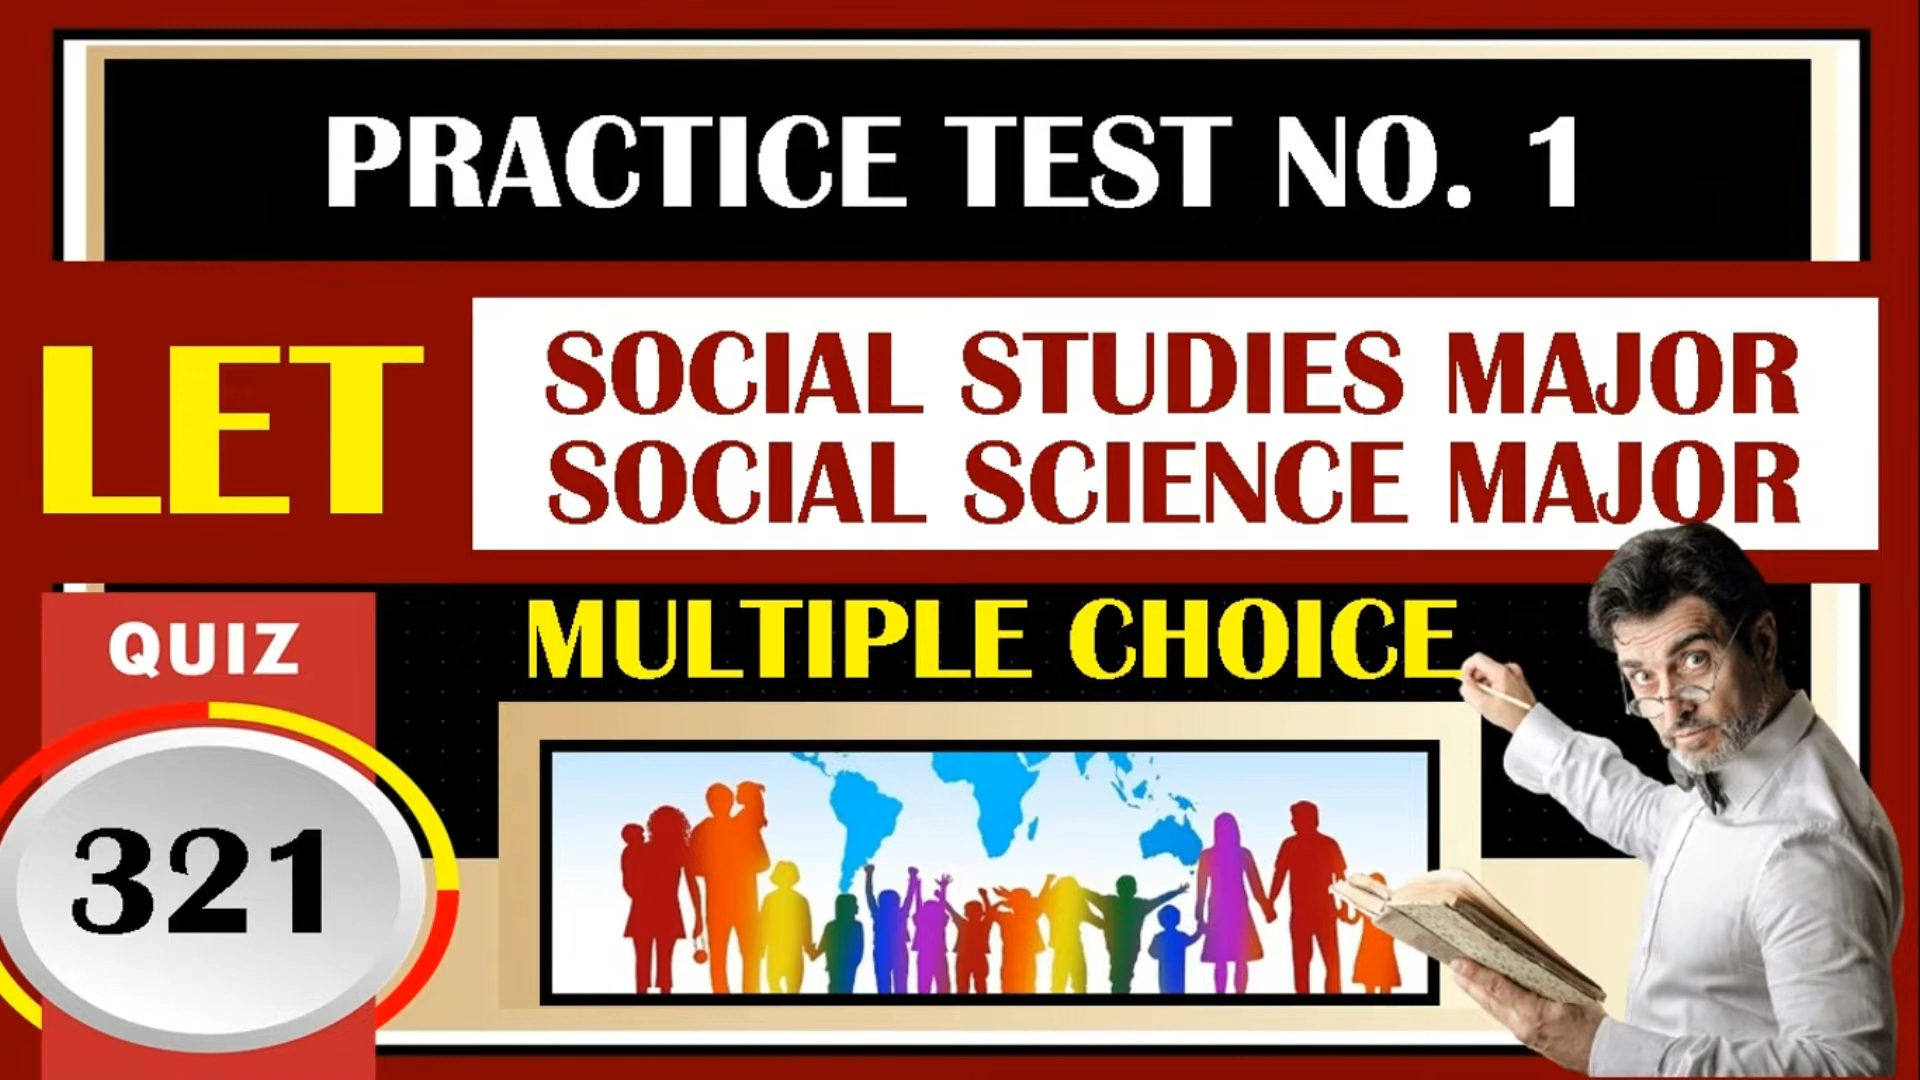 PRACTICE TEST NO. 1
LET
SOCIAL STUDIES MAJOR
SOCIAL SCIENCE MAJOR
MULTIPLE CHOICE
QUIZ
321